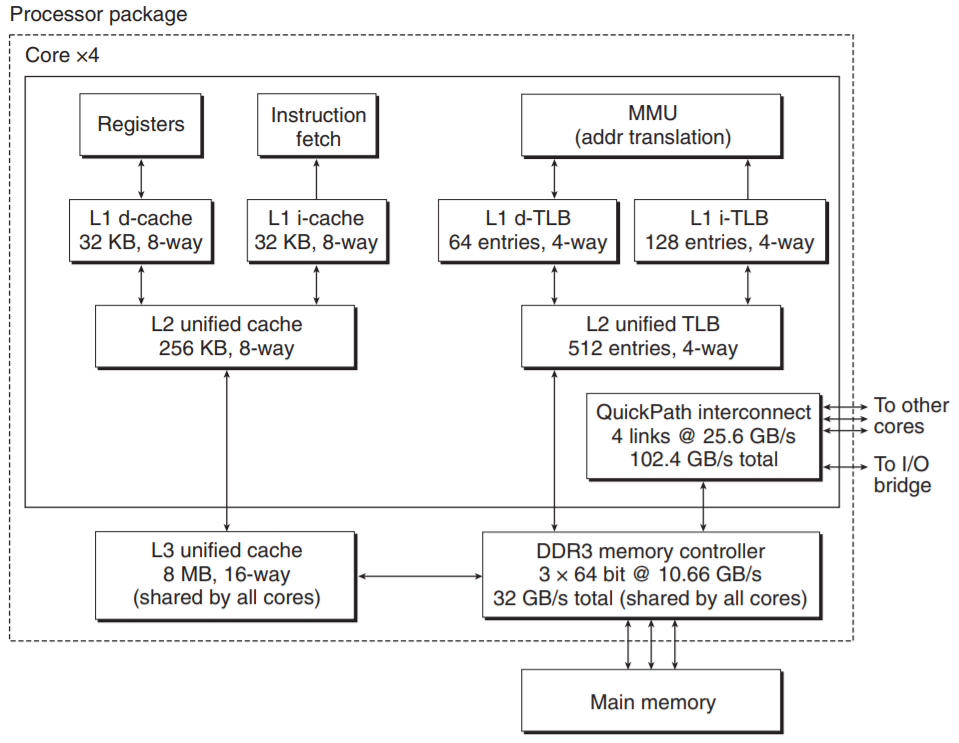 Processor package
Core ×4
Registers
Instruction
fetch
MMU
(addr translation)
L1 d-cache
32 KB, 8-way
L1 i-cache
32 KB, 8-way
L1 d-TLB
64 entries, 4-way
L1 i-TLB
128 entries, 4-way
L2 unified cache
256 KB, 8-way
L2 unified TLB
512 entries, 4-way
QuickPath interconnect
4 links @ 25.6 GB/s
102.4 GB/s total
To other
cores
To I/O
bridge
L3 unified cache
8 MB, 16-way
(shared by all cores)
DDR3 memory controller
3 × 64 bit @ 10.66 GB/s
32 GB/s total (shared by all cores)
Main memory